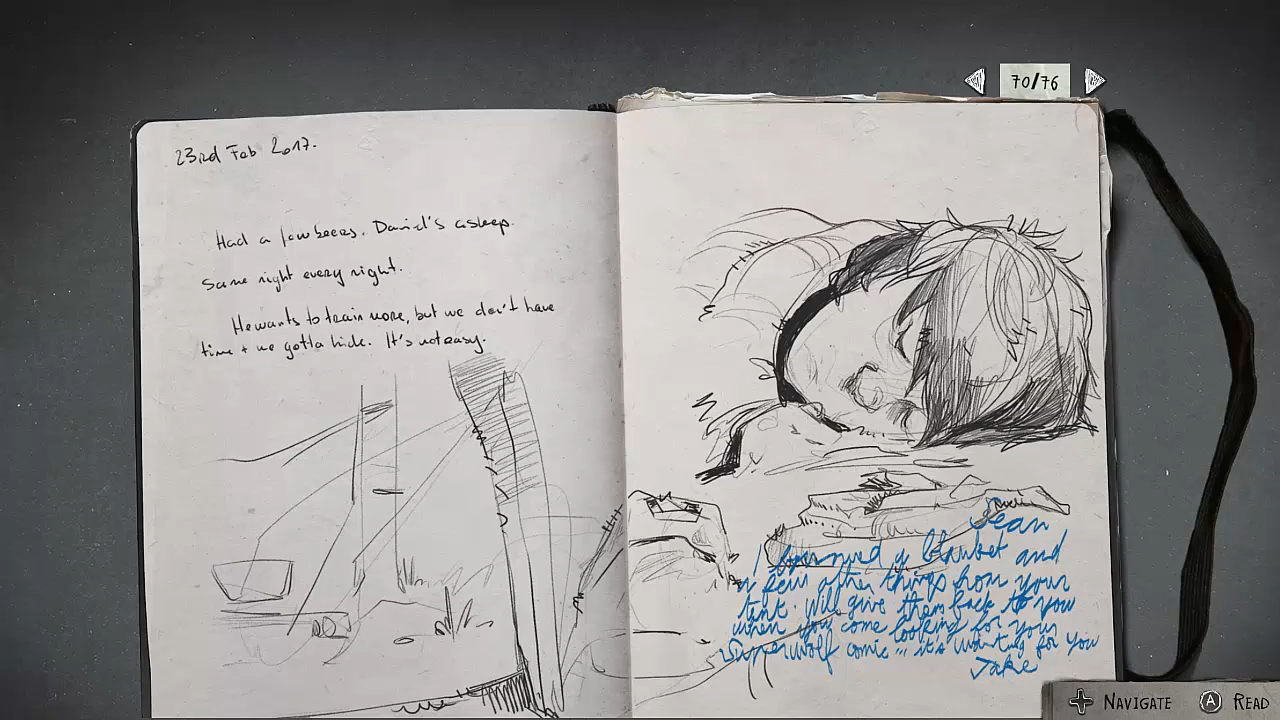 70/76
23rd Feb 2017.
Had a few beers. Daniel's asleep.
Same night every night.
He wants to train more, but we don't have
time + we gotta hide. It's not easy.
Sean
I borrowed a blanket and
a few other things from your
tent. Will give them back to you
when you come looking for your
Superwolf comic... it's waiting for you
Jake
NAVIGATE
A READ